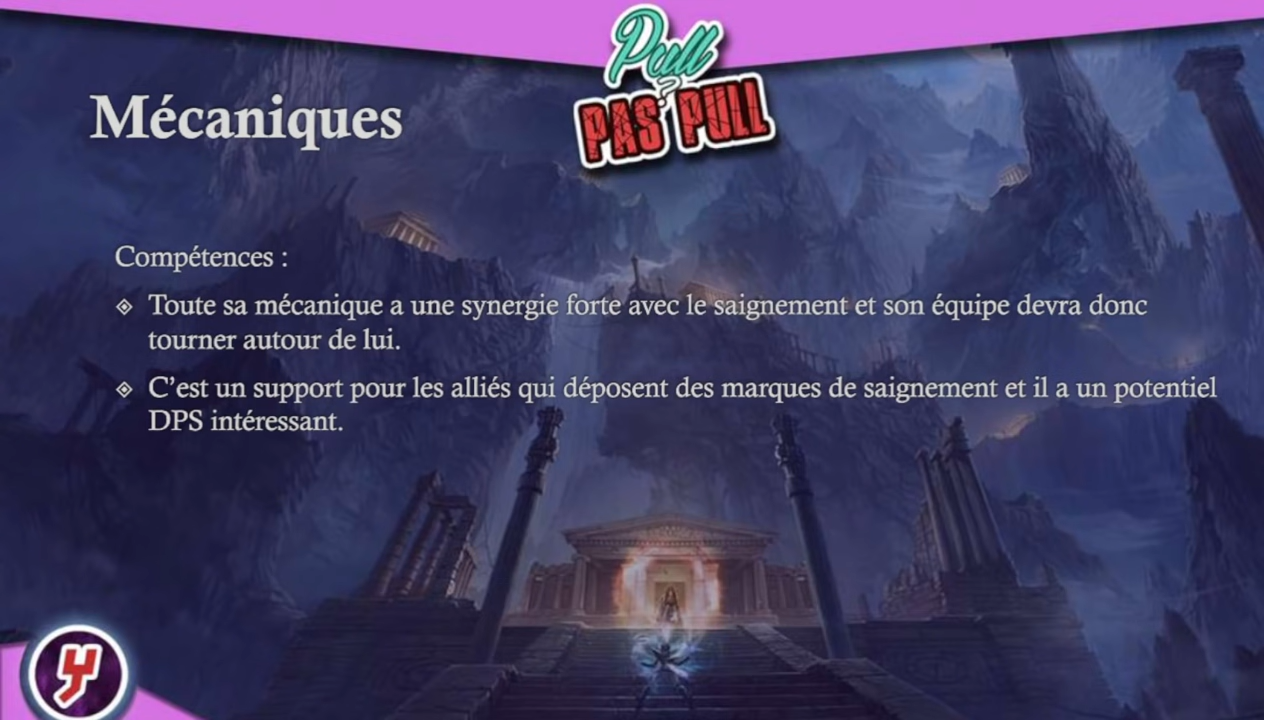 Pull
?
PAS PULL
Mécaniques
Compétences :
Toute sa mécanique a une synergie forte avec le saignement et son équipe devra donc
tourner autour de lui.
C’est un support pour les alliés qui déposent des marques de saignement et il a un potentiel
DPS intéressant.
y